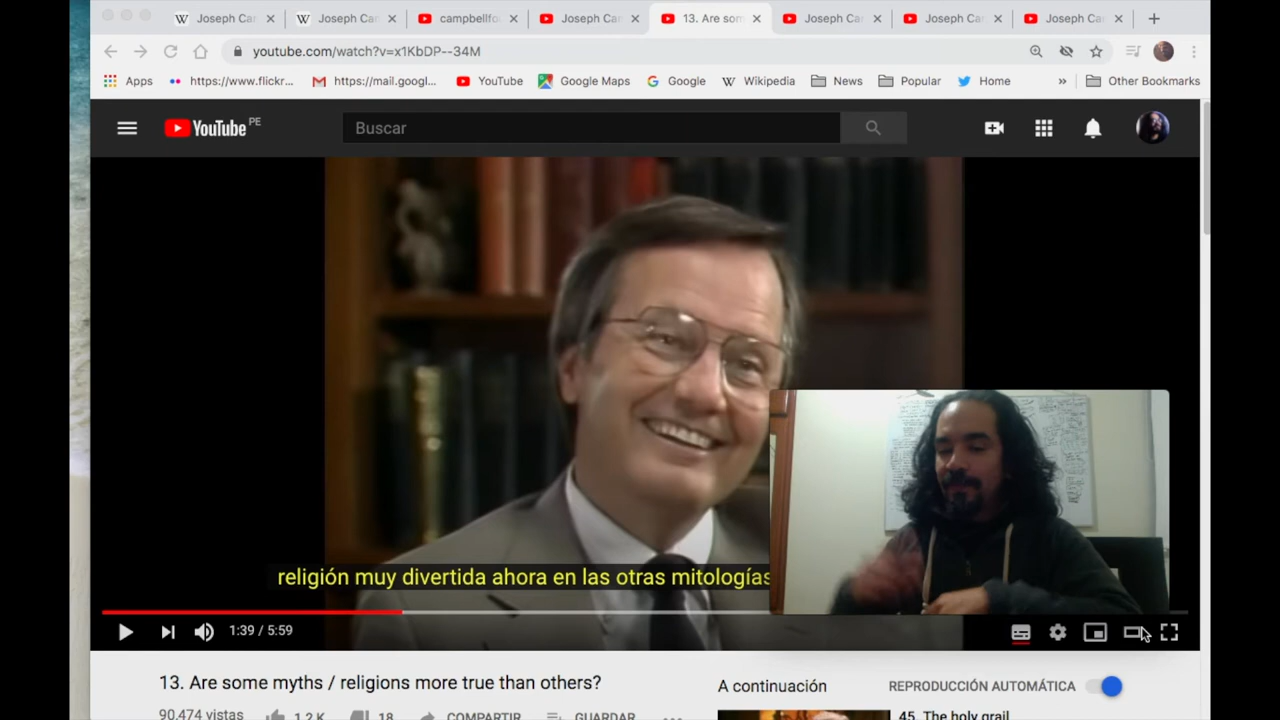 Joseph Ca
Joseph Ca
campbellfo
Joseph Ca
13. Are som
Joseph Ca
Joseph Ca
Joseph Ca
youtube.com/watch?v=x1KbDP--34M
Apps
https://www.flickr...
https://mail.googl...
YouTube
Google Maps
Google
Wikipedia
News
Popular
Home
Other Bookmarks
YouTube PE
Buscar
religión muy divertida ahora en las otras mitologías
1:39 / 5:59
13. Are some myths / religions more true than others?
90,474 vistas
1.2 K
18
COMPARTIR
GUARDAR
A continuación
REPRODUCCIÓN AUTOMÁTICA
45. The holy grail